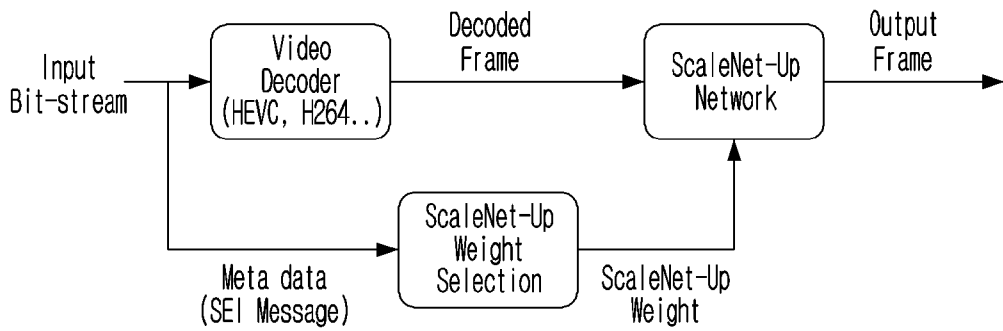 Input
Bit-stream
Video
Decoder
(HEVC, H264..)
Decoded
Frame
ScaleNet-Up
Network
Output
Frame
Meta data
(SEI Message)
ScaleNet-Up
Weight
Selection
ScaleNet-Up
Weight